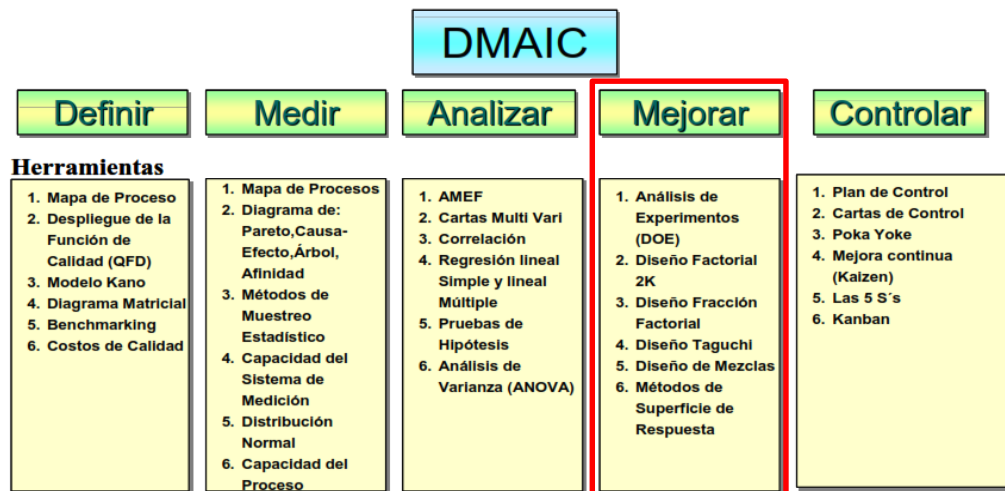 DMAIC
Definir
Medir
Analizar
Mejorar
Controlar
Herramientas
1. Mapa de Proceso
2. Despliegue de la
Función de
Calidad (QFD)
3. Modelo Kano
4. Diagrama Matricial
5. Benchmarking
6. Costos de Calidad
1. Mapa de Procesos
2. Diagrama de:
Pareto,Causa-
Efecto,Árbol,
Afinidad
3. Métodos de
Muestreo
Estadístico
4. Capacidad del
Sistema de
Medición
5. Distribución
Normal
6. Capacidad del
Proceso
1. AMEF
2. Cartas Multi Vari
3. Correlación
4. Regresión lineal
Simple y lineal
Múltiple
5. Pruebas de
Hipótesis
6. Análisis de
Varianza (ANOVA)
1. Análisis de
Experimentos
(DOE)
2. Diseño Factorial
2K
3. Diseño Fracción
Factorial
4. Diseño Taguchi
5. Diseño de Mezclas
6. Métodos de
Superficie de
Respuesta
1. Plan de Control
2. Cartas de Control
3. Poka Yoke
4. Mejora continua
(Kaizen)
5. Las 5 S´s
6. Kanban